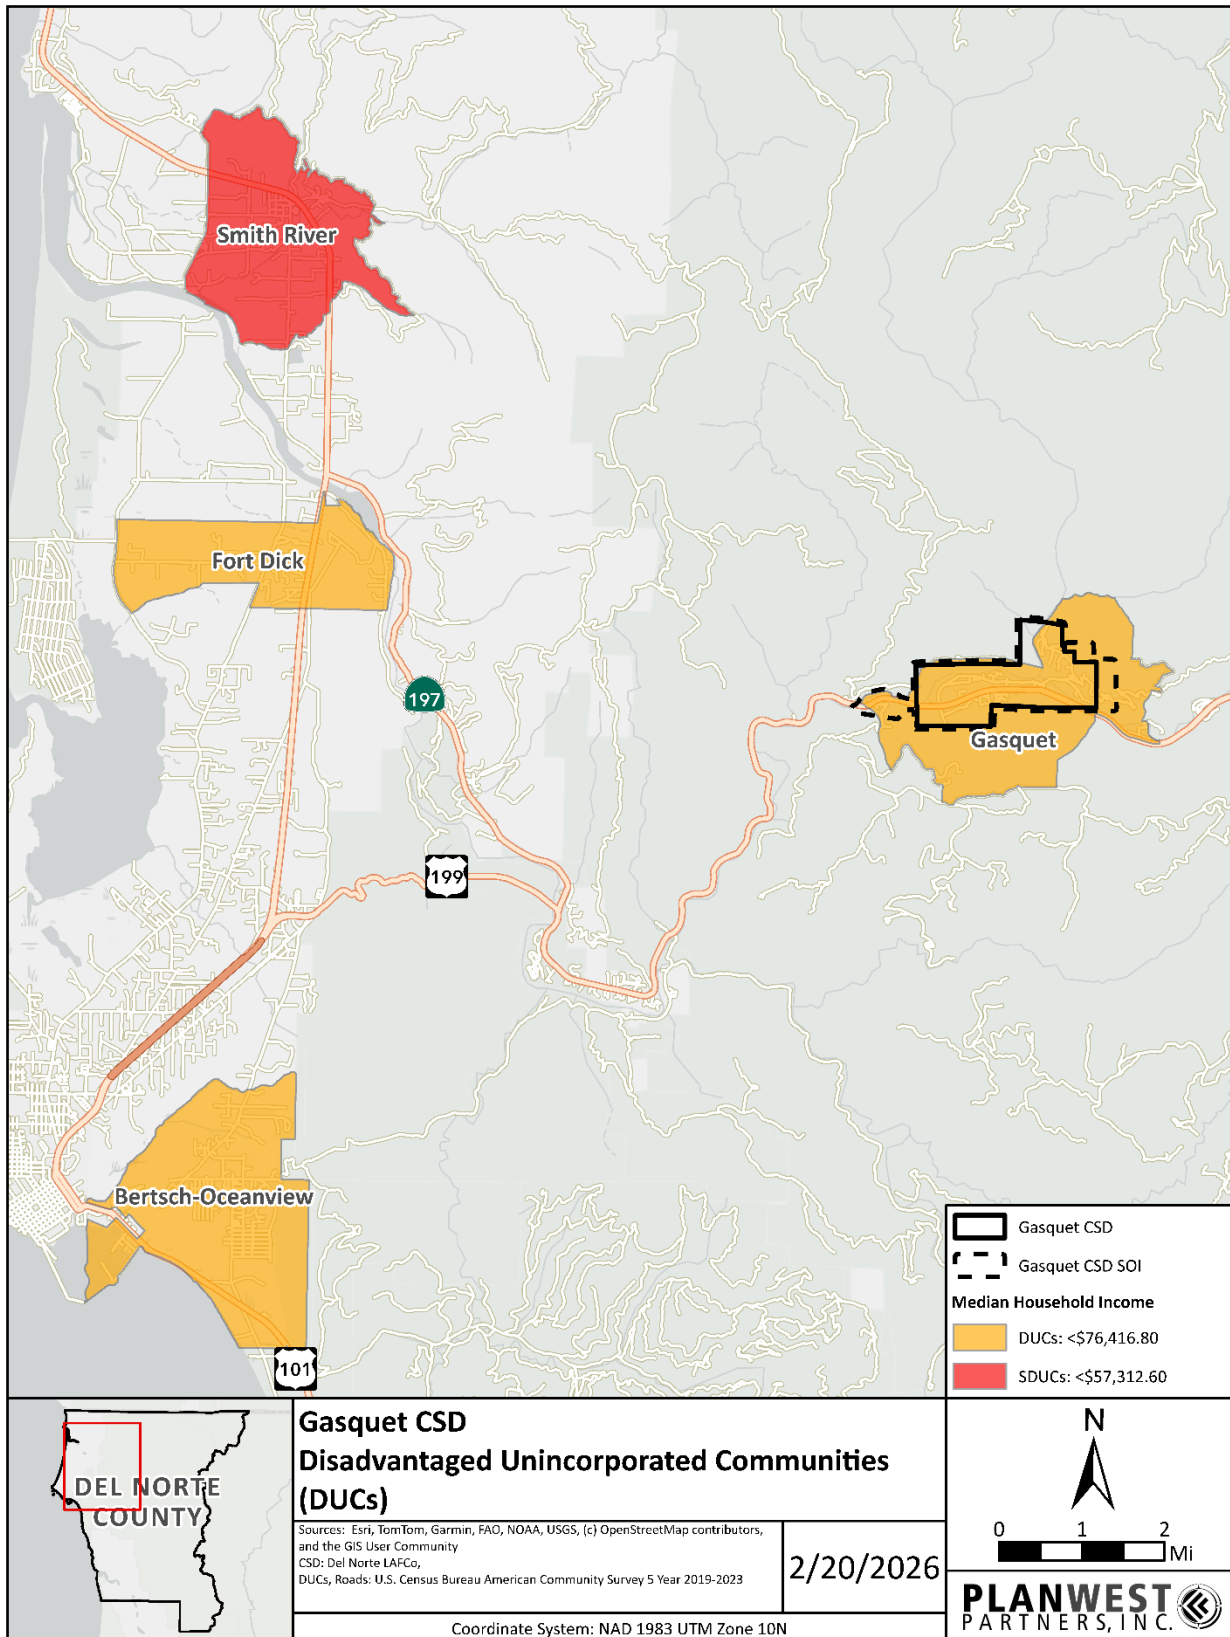 Smith River
Fort Dick
197
Gasquet
199
Bertsch-Oceanview
101
Gasquet CSD
Gasquet CSD SOI
Median Household Income
DUCs: <$76,416.80
SDUCs: <$57,312.60
DEL NORTE
COUNTY
Gasquet CSD
Disadvantaged Unincorporated Communities
(DUCs)
Sources: Esri, TomTom, Garmin, FAO, NOAA, USGS, (c) OpenStreetMap contributors,
and the GIS User Community
CSD: Del Norte LAFCo,
DUCs, Roads: U.S. Census Bureau American Community Survey 5 Year 2019-2023
2/20/2026
Coordinate System: NAD 1983 UTM Zone 10N
N
0 1 2
Mi
PLANWEST
PARTNERS, INC.